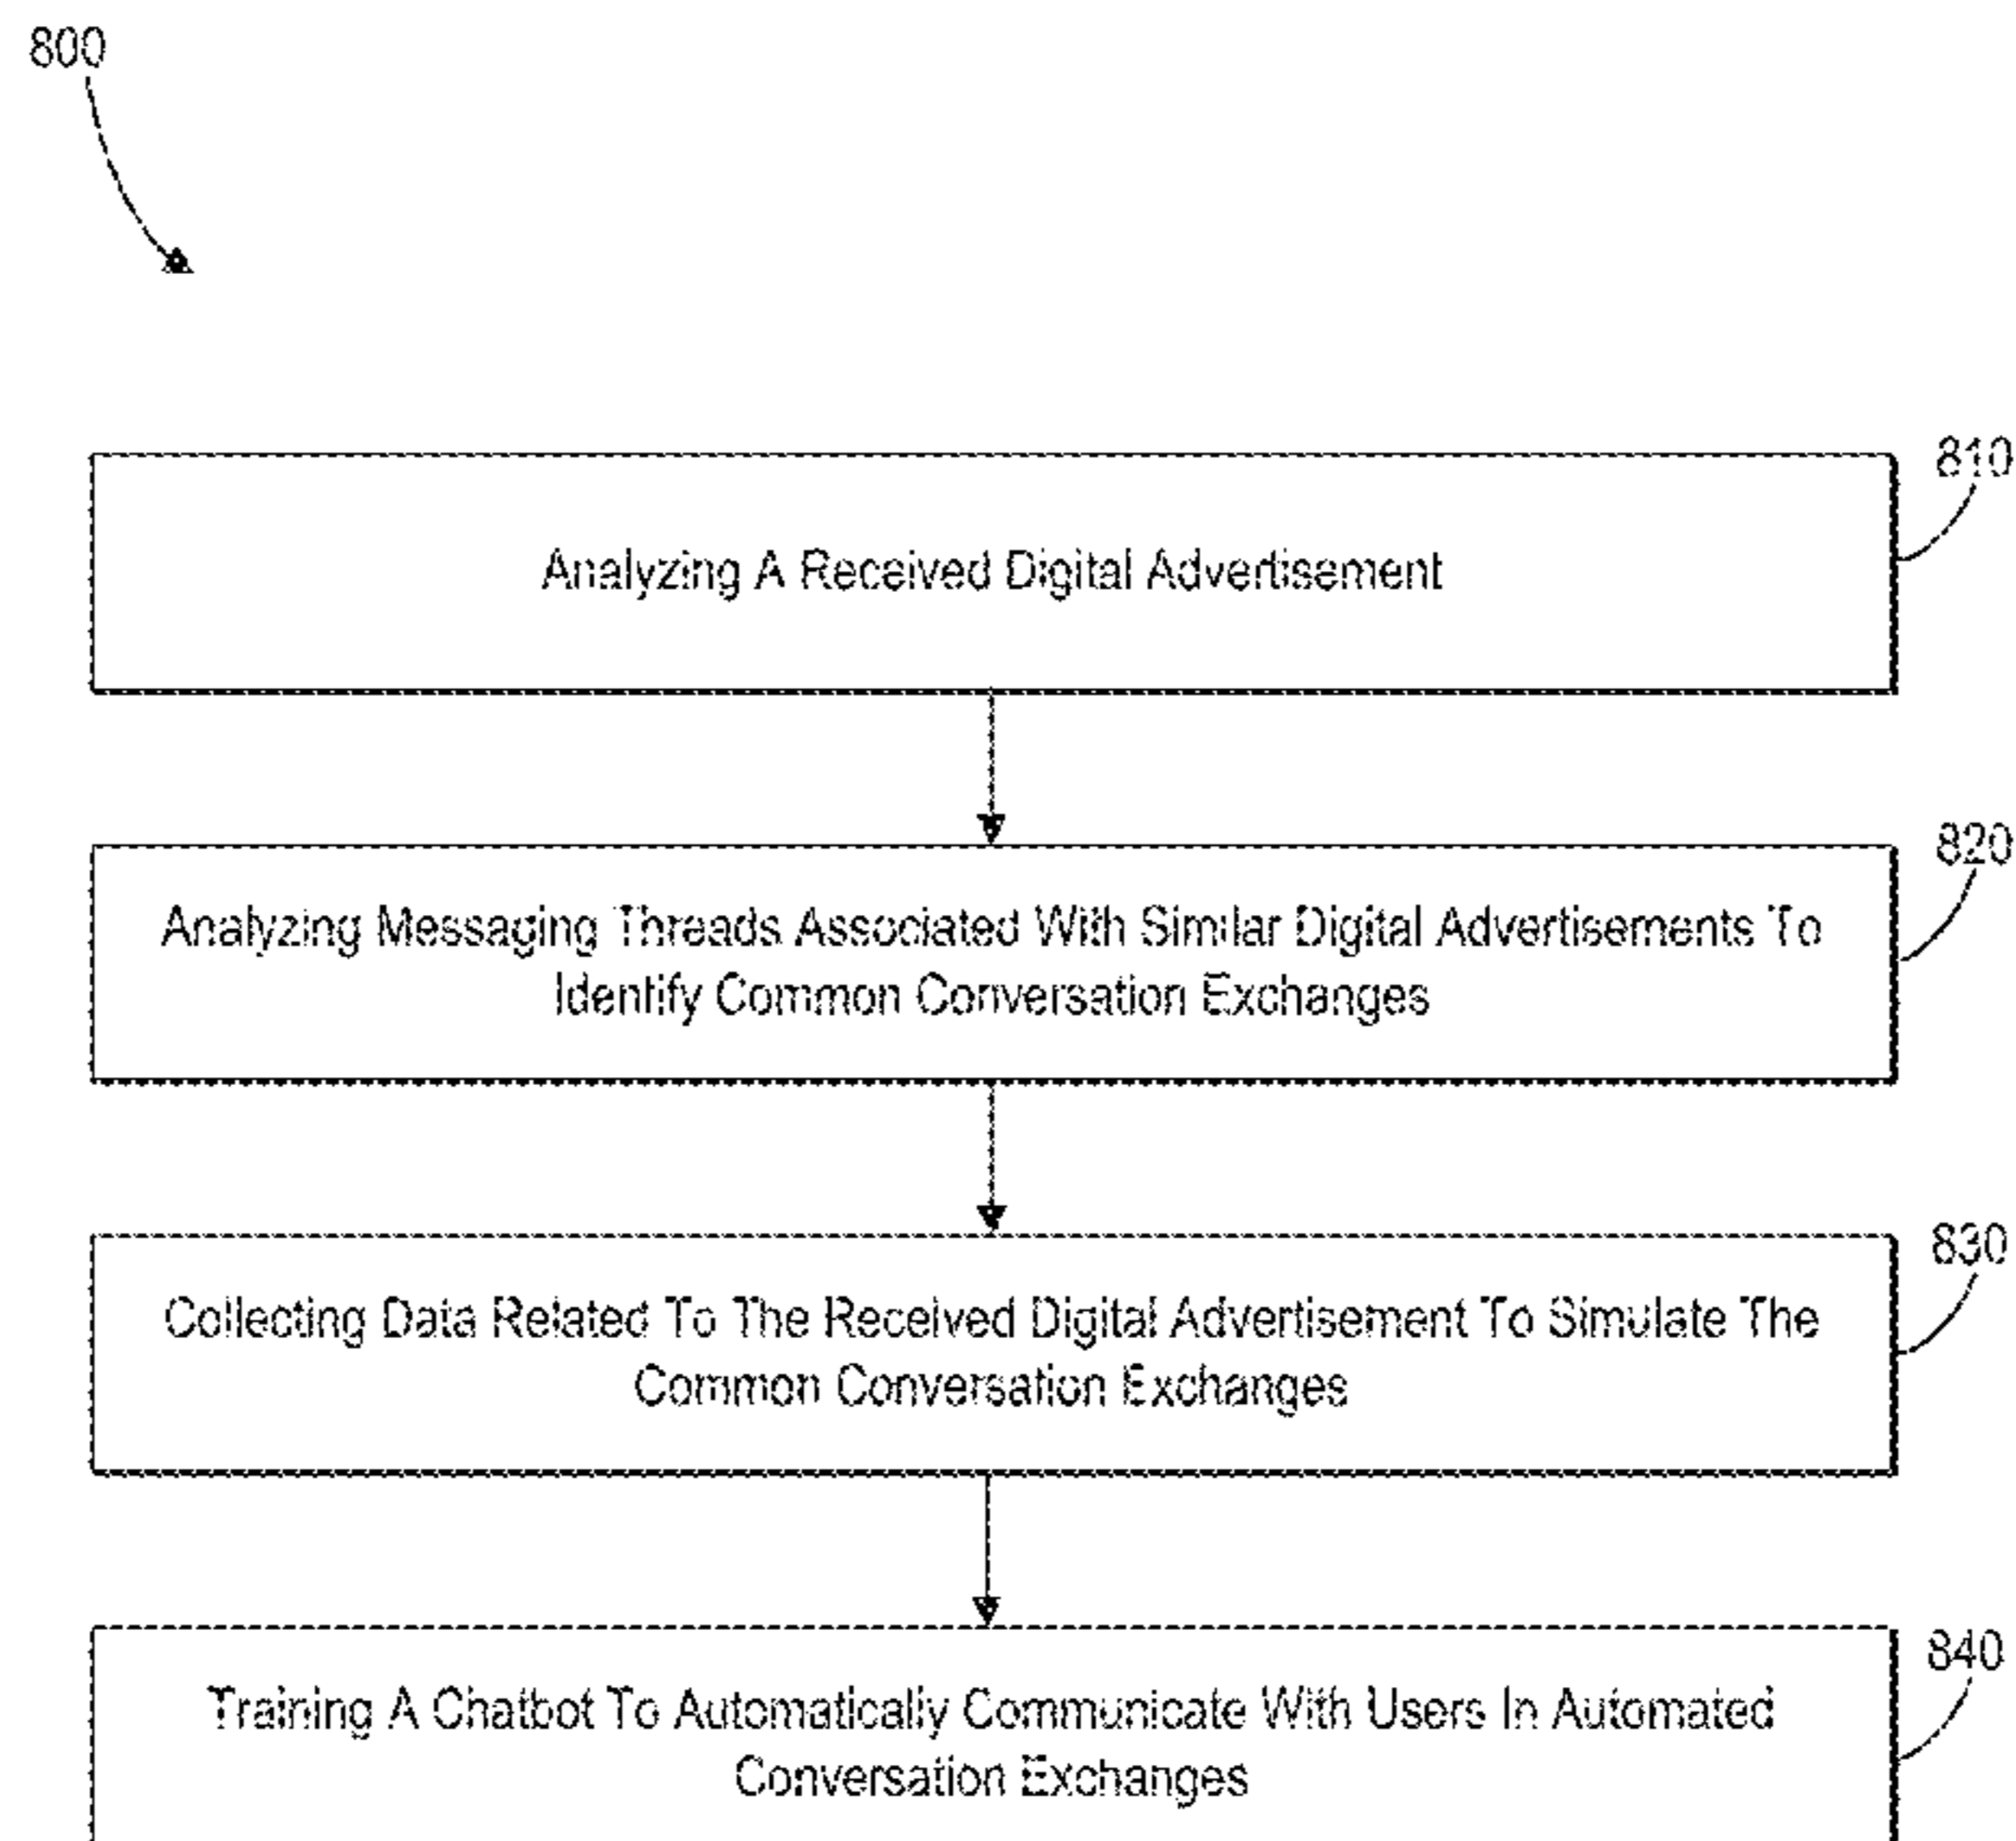 800
810
Analyzing A Received Digital Advertisement
820
Analyzing Messaging Threads Associated With Similar Digital Advertisements To
Identify Common Conversation Exchanges
830
Collecting Data Related To The Received Digital Advertisement To Simulate The
Common Conversation Exchanges
840
Training A Chatbot To Automatically Communicate With Users In Automated
Conversation Exchanges